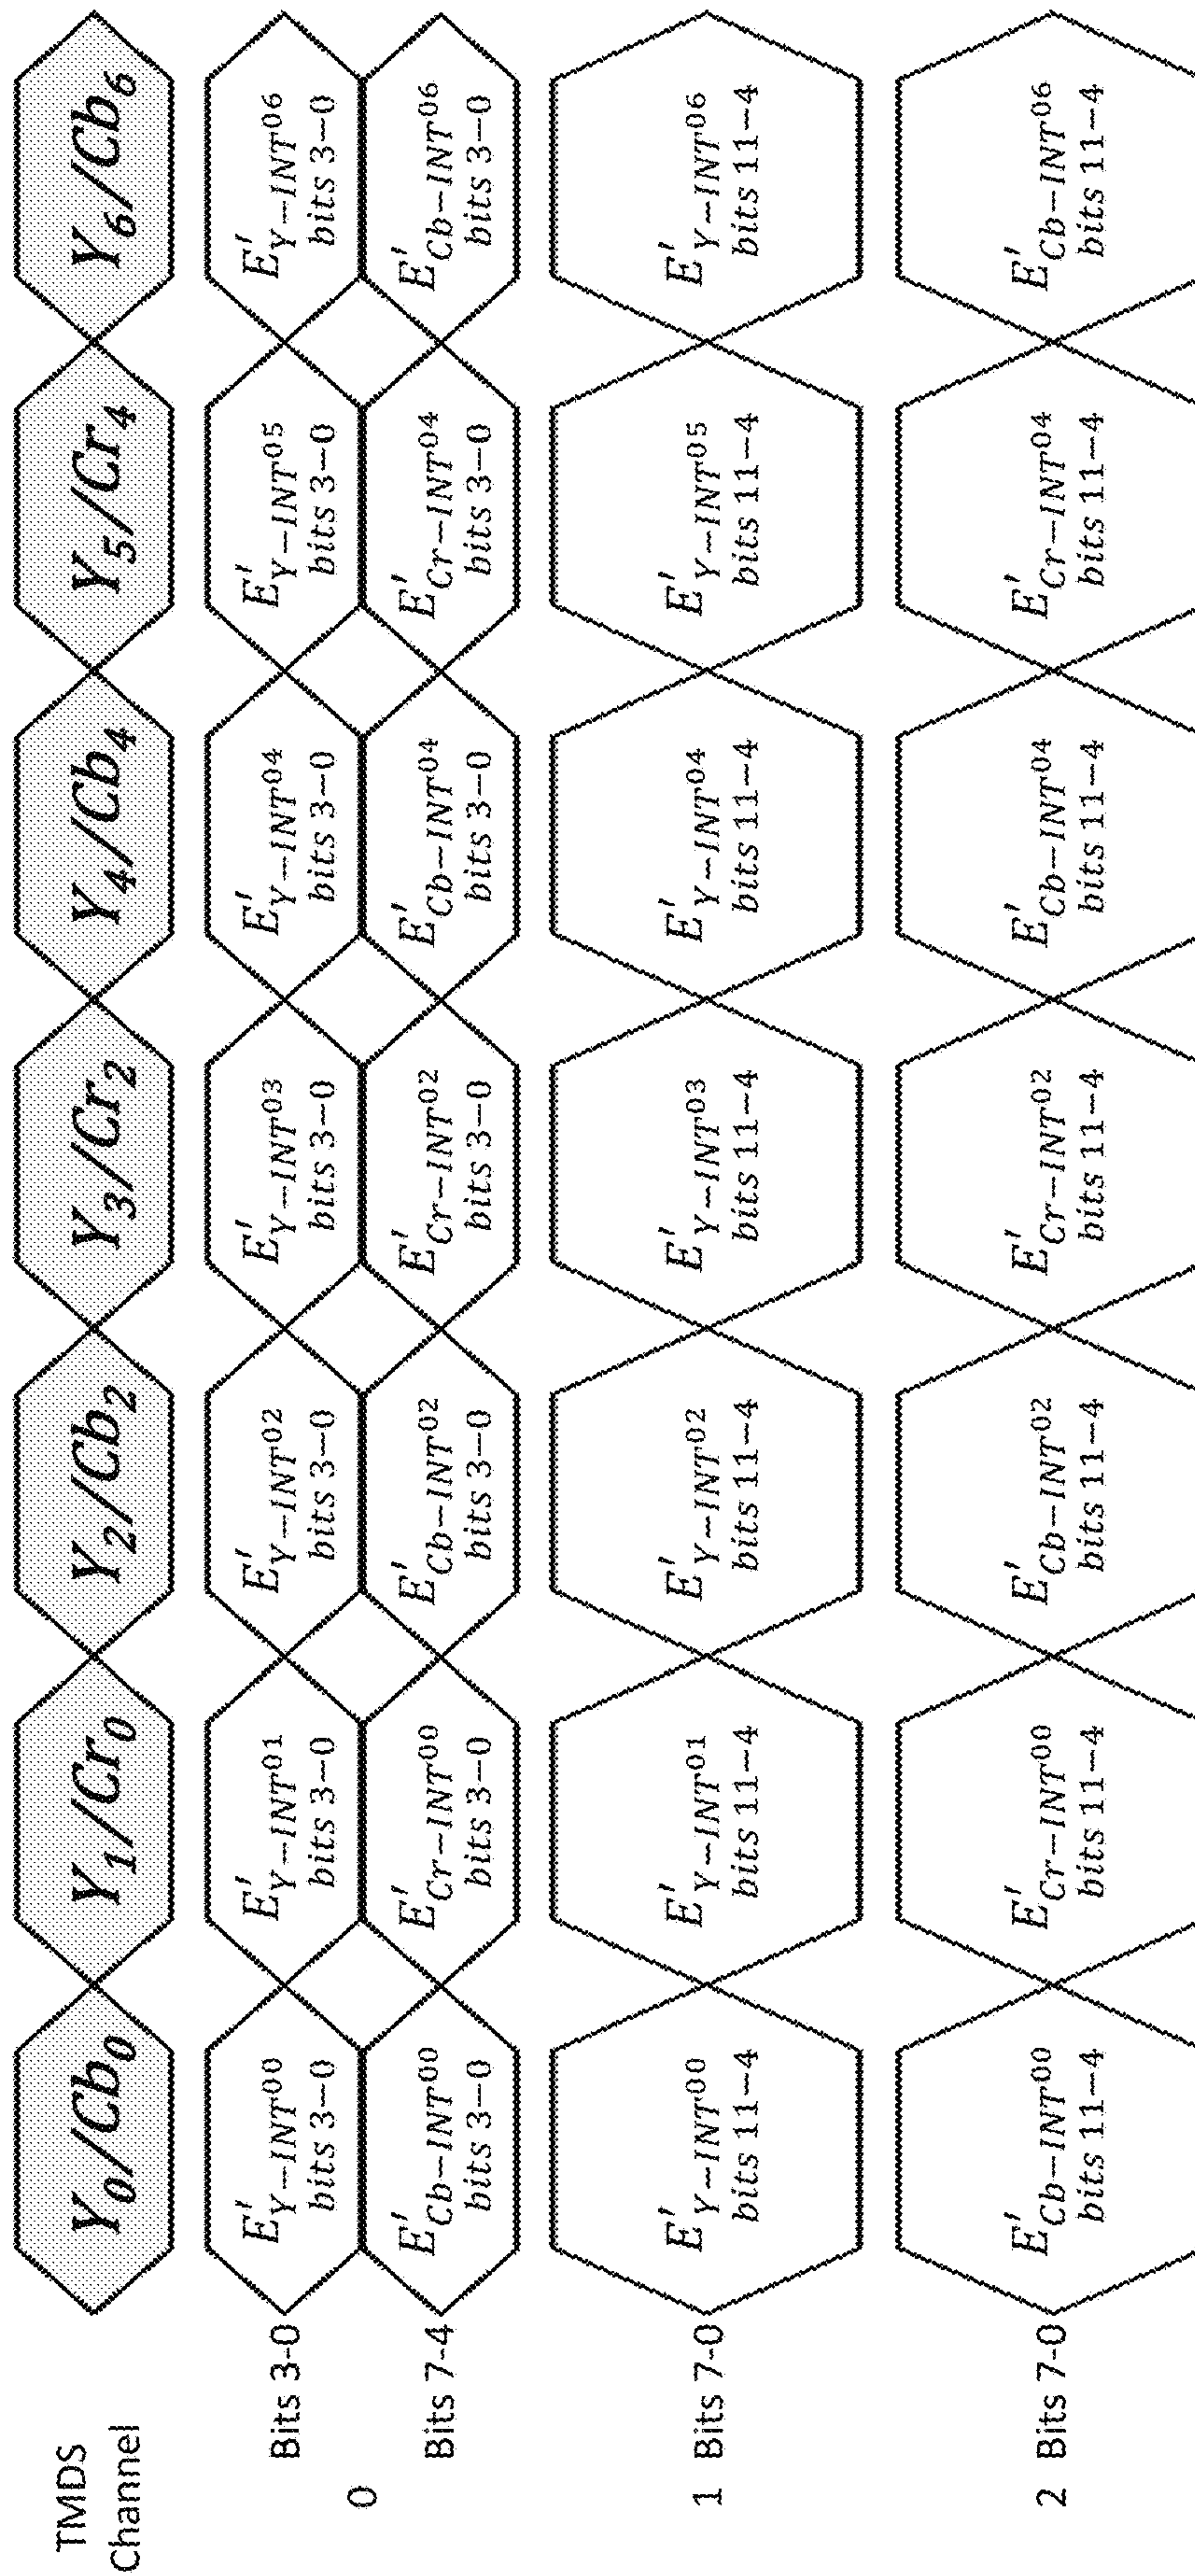 TMDS
Channel
Y₀/Cb₀ Y₁/Cr₀ Y₂/Cb₂ Y₃/Cr₂ Y₄/Cb₄ Y₅/Cr₄ Y₆/Cb₆
0
Bits 3-0
E′Y−INT⁰⁰ E′Y−INT⁰¹ E′Y−INT⁰² E′Y−INT⁰³ E′Y−INT⁰⁴ E′Y−INT⁰⁵ E′Y−INT⁰⁶
bits 3−0 bits 3−0 bits 3−0 bits 3−0 bits 3−0 bits 3−0 bits 3−0
Bits 7-4
E′Cb−INT⁰⁰ E′Cr−INT⁰⁰ E′Cb−INT⁰² E′Cr−INT⁰² E′Cb−INT⁰⁴ E′Cr−INT⁰⁴ E′Cb−INT⁰⁶
bits 3−0 bits 3−0 bits 3−0 bits 3−0 bits 3−0 bits 3−0 bits 3−0
1 Bits 7-0
E′Y−INT⁰⁰ E′Y−INT⁰¹ E′Y−INT⁰² E′Y−INT⁰³ E′Y−INT⁰⁴ E′Y−INT⁰⁵ E′Y−INT⁰⁶
bits 11−4 bits 11−4 bits 11−4 bits 11−4 bits 11−4 bits 11−4 bits 11−4
2 Bits 7-0
E′Cb−INT⁰⁰ E′Cr−INT⁰⁰ E′Cb−INT⁰² E′Cr−INT⁰² E′Cb−INT⁰⁴ E′Cr−INT⁰⁴ E′Cb−INT⁰⁶
bits 11−4 bits 11−4 bits 11−4 bits 11−4 bits 11−4 bits 11−4 bits 11−4